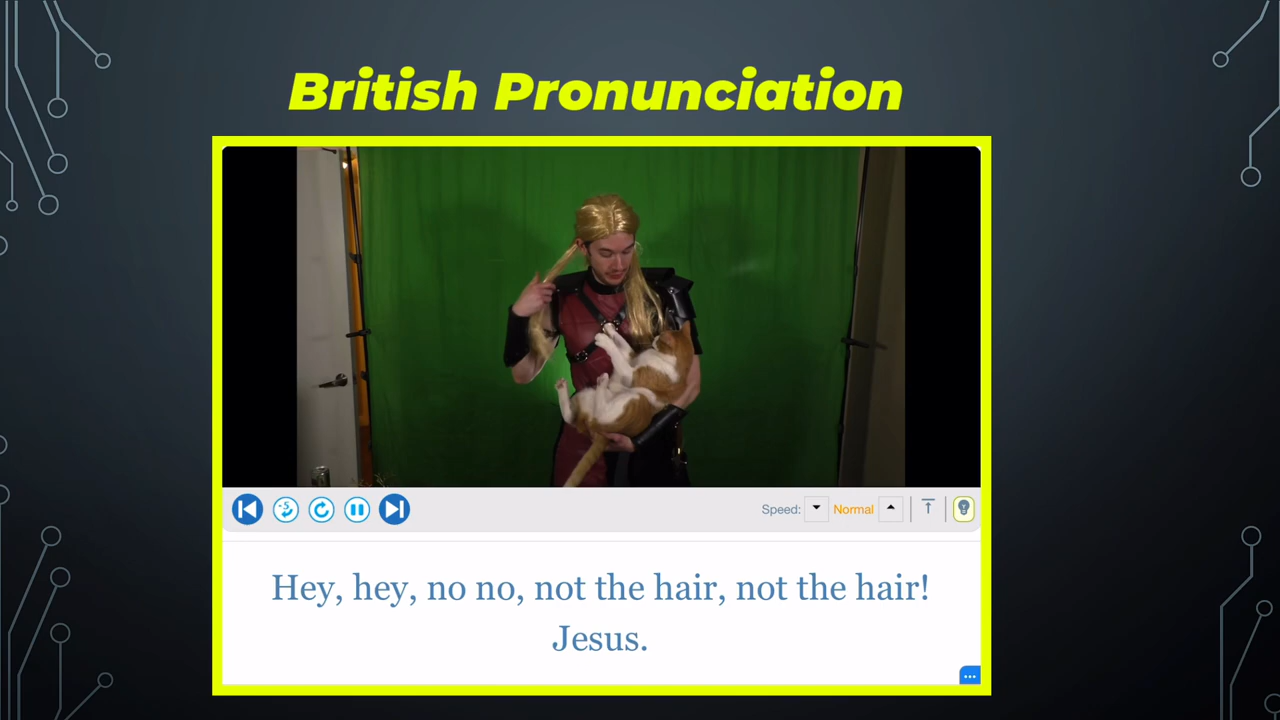 British Pronunciation
Speed: Normal
Hey, hey, no no, not the hair, not the hair!
Jesus.